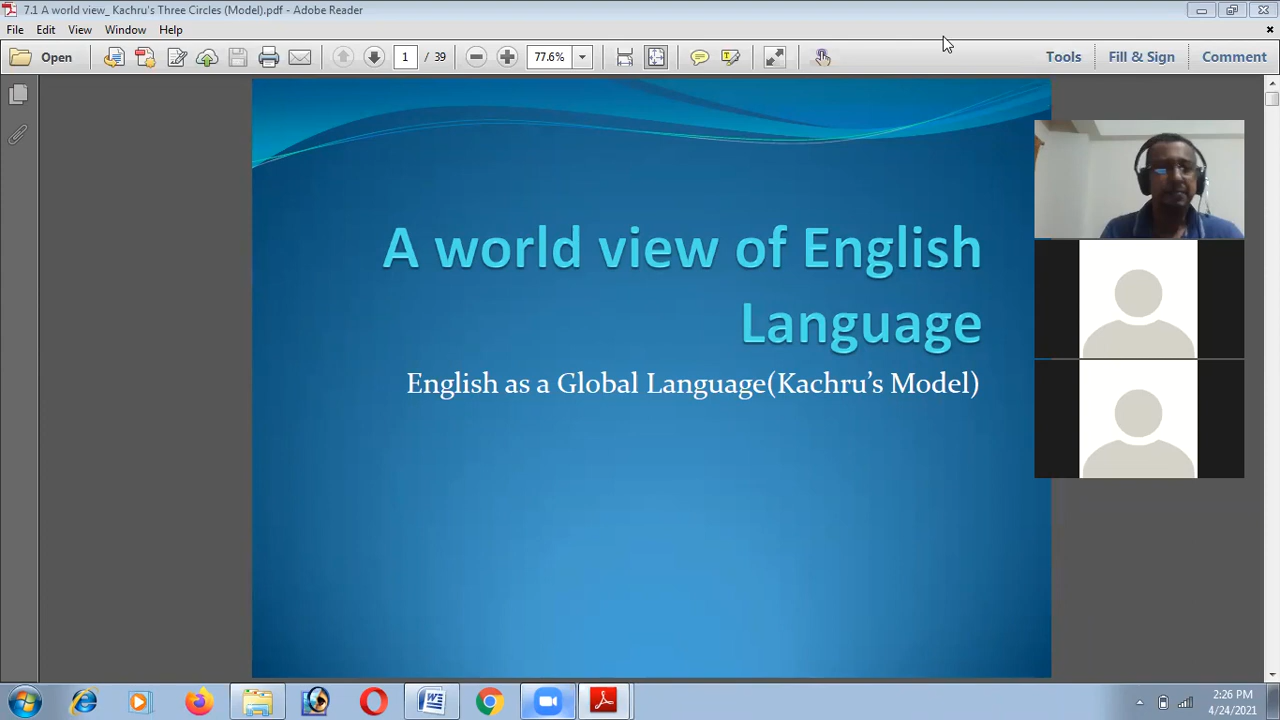 7.1 A world view_ Kachru's Three Circles (Model).pdf - Adobe Reader
File Edit View Window Help
Open 1 / 39 77.6% Tools Fill & Sign Comment
A world view of English
Language
English as a Global Language(Kachru’s Model)
2:26 PM
4/24/2021